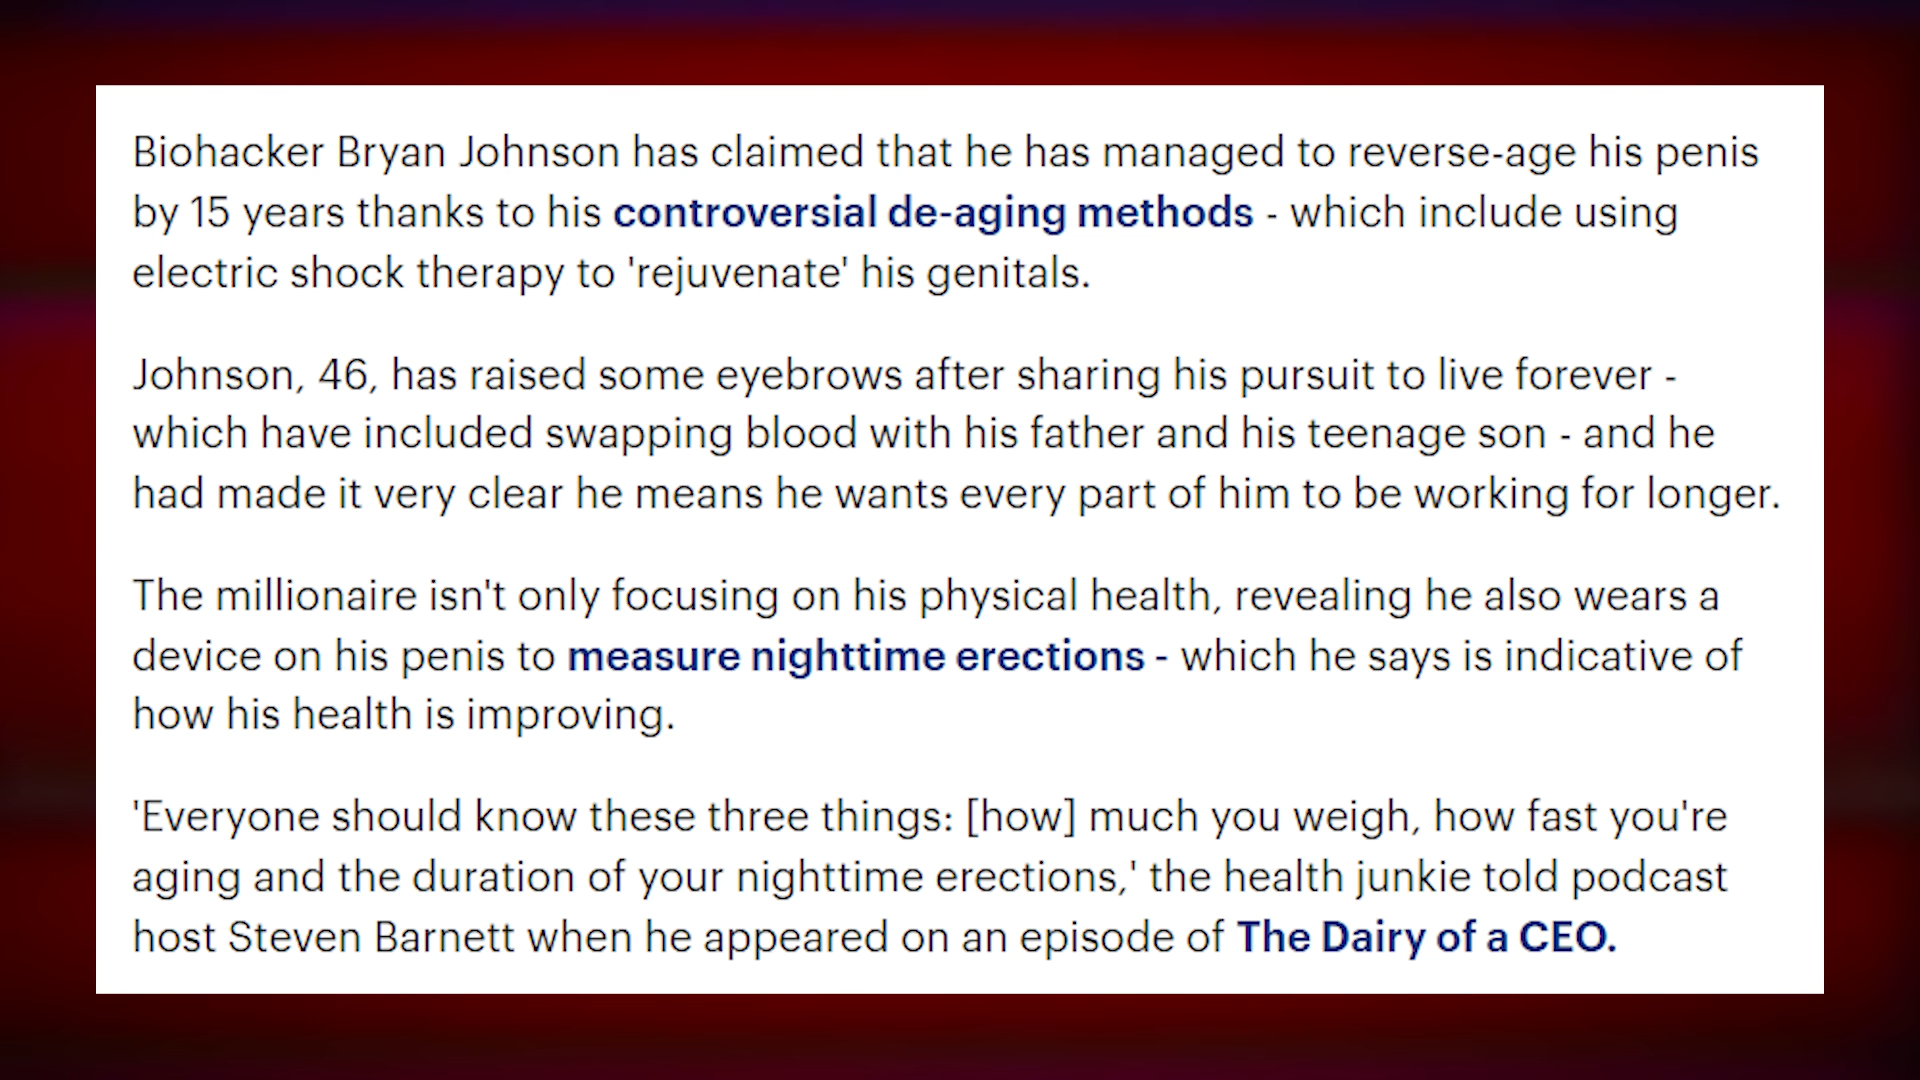 Biohacker Bryan Johnson has claimed that he has managed to reverse-age his penis
by 15 years thanks to his controversial de-aging methods - which include using
electric shock therapy to 'rejuvenate' his genitals.
Johnson, 46, has raised some eyebrows after sharing his pursuit to live forever -
which have included swapping blood with his father and his teenage son - and he
had made it very clear he means he wants every part of him to be working for longer.
The millionaire isn't only focusing on his physical health, revealing he also wears a
device on his penis to measure nighttime erections - which he says is indicative of
how his health is improving.
'Everyone should know these three things: [how] much you weigh, how fast you're
aging and the duration of your nighttime erections,' the health junkie told podcast
host Steven Barnett when he appeared on an episode of The Dairy of a CEO.